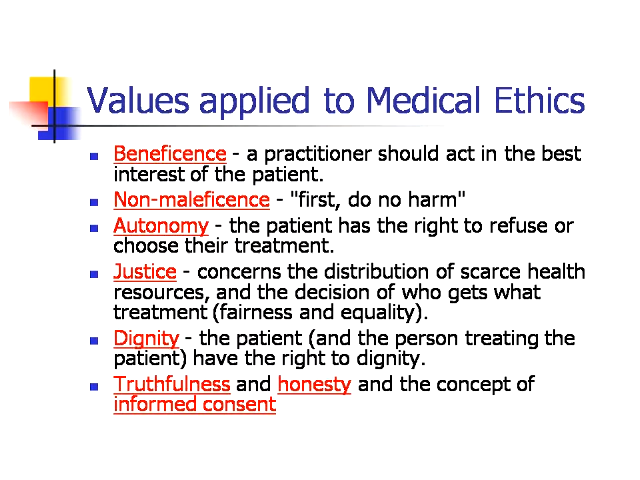 Values applied to Medical Ethics
Beneficence - a practitioner should act in the best
interest of the patient.
Non-maleficence - "first, do no harm"
Autonomy - the patient has the right to refuse or
choose their treatment.
Justice - concerns the distribution of scarce health
resources, and the decision of who gets what
treatment (fairness and equality).
Dignity - the patient (and the person treating the
patient) have the right to dignity.
Truthfulness and honesty and the concept of
informed consent